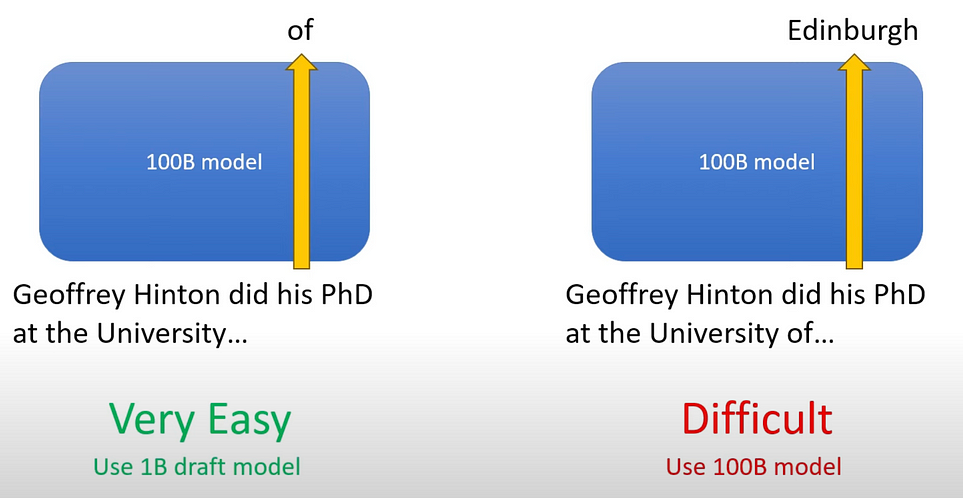 of
100B model
Geoffrey Hinton did his PhD
at the University...
Very Easy
Use 1B draft model
Edinburgh
100B model
Geoffrey Hinton did his PhD
at the University of...
Difficult
Use 100B model